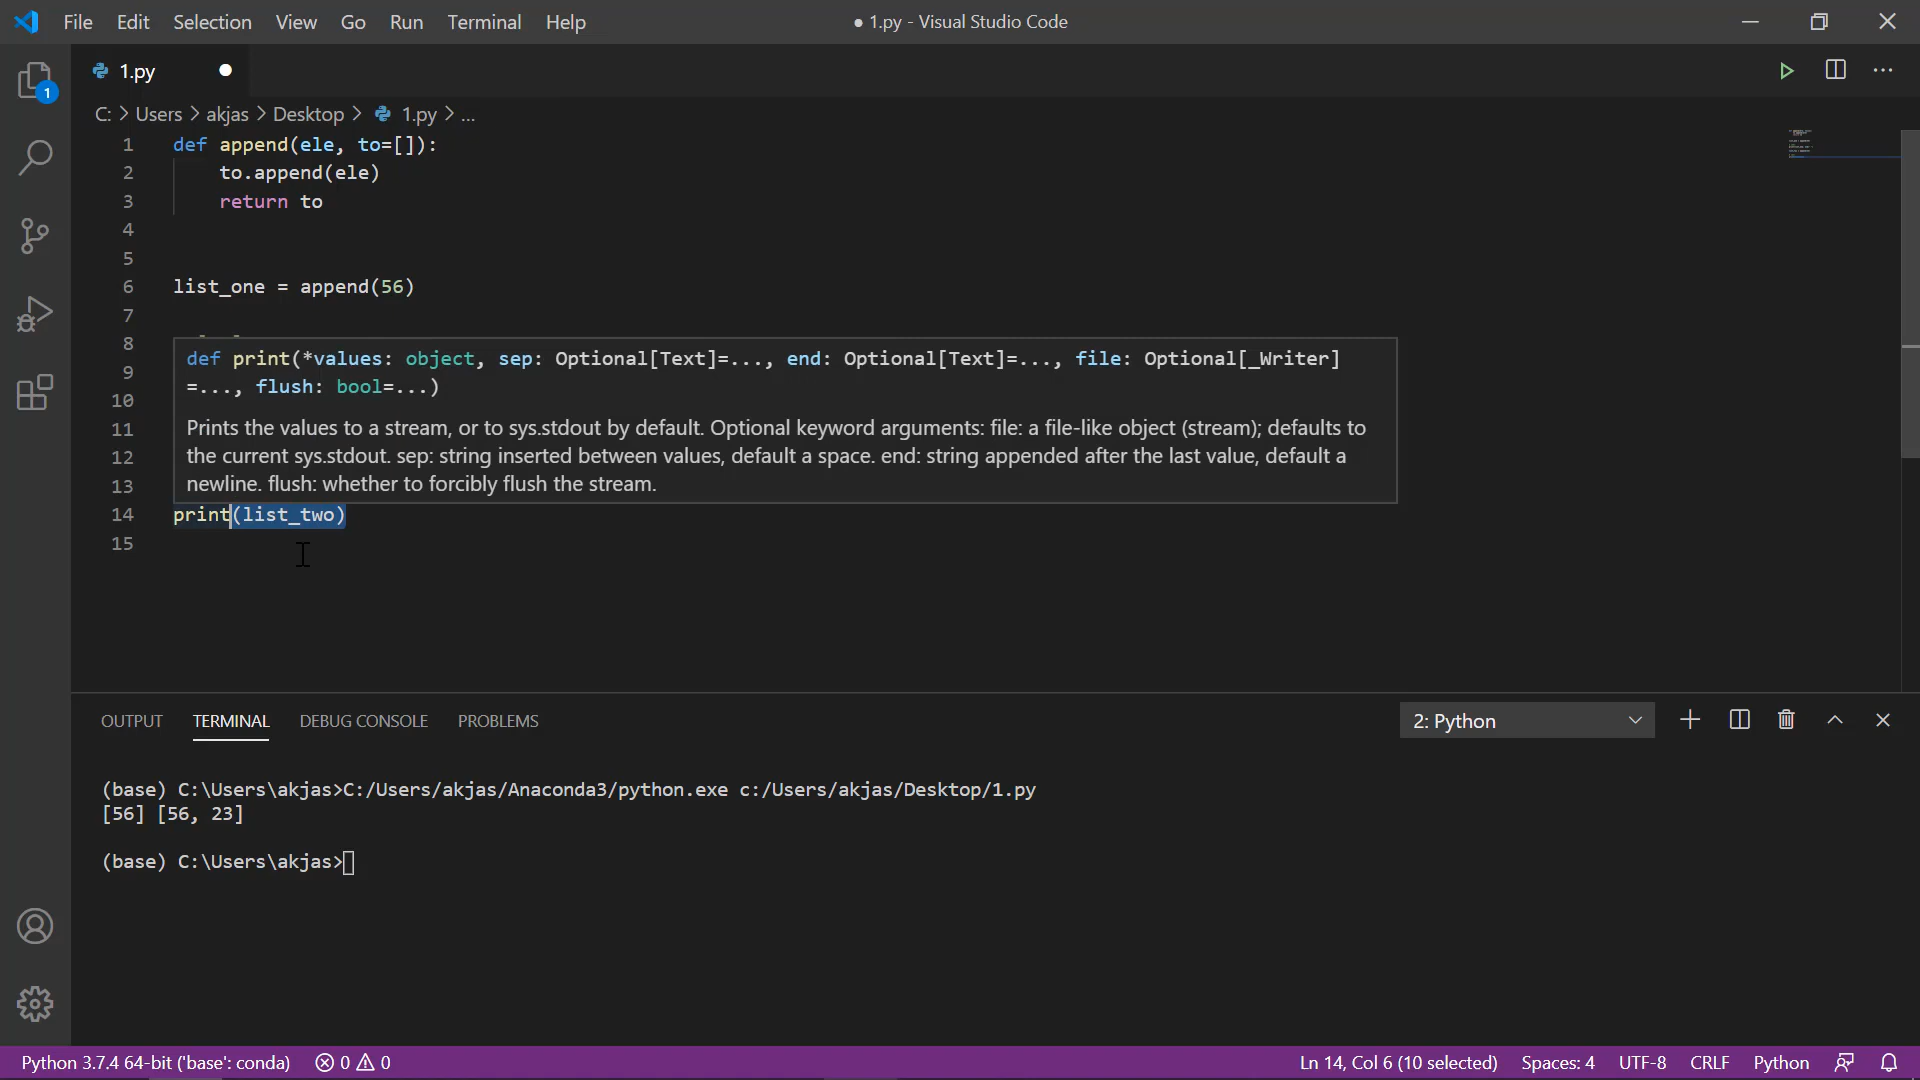 File Edit Selection View Go Run Terminal Help ● 1.py - Visual Studio Code
1.py
1
C: > Users > akjas > Desktop > 1.py > ...
1 def append(ele, to=[]):
2 to.append(ele)
3 return to
4
5
6 list_one = append(56)
7
8
9 def print(*values: object, sep: Optional[Text]=..., end: Optional[Text]=..., file: Optional[_Writer]
=..., flush: bool=...)
10
11 Prints the values to a stream, or to sys.stdout by default. Optional keyword arguments: file: a file-like object (stream); defaults to
12 the current sys.stdout. sep: string inserted between values, default a space. end: string appended after the last value, default a
13 newline. flush: whether to forcibly flush the stream.
14 print(list_two)
15
OUTPUT TERMINAL DEBUG CONSOLE PROBLEMS 2: Python
(base) C:\Users\akjas>C:/Users/akjas/Anaconda3/python.exe c:/Users/akjas/Desktop/1.py
[56] [56, 23]
(base) C:\Users\akjas>
Python 3.7.4 64-bit ('base': conda) 0 0 Ln 14, Col 6 (10 selected) Spaces: 4 UTF-8 CRLF Python